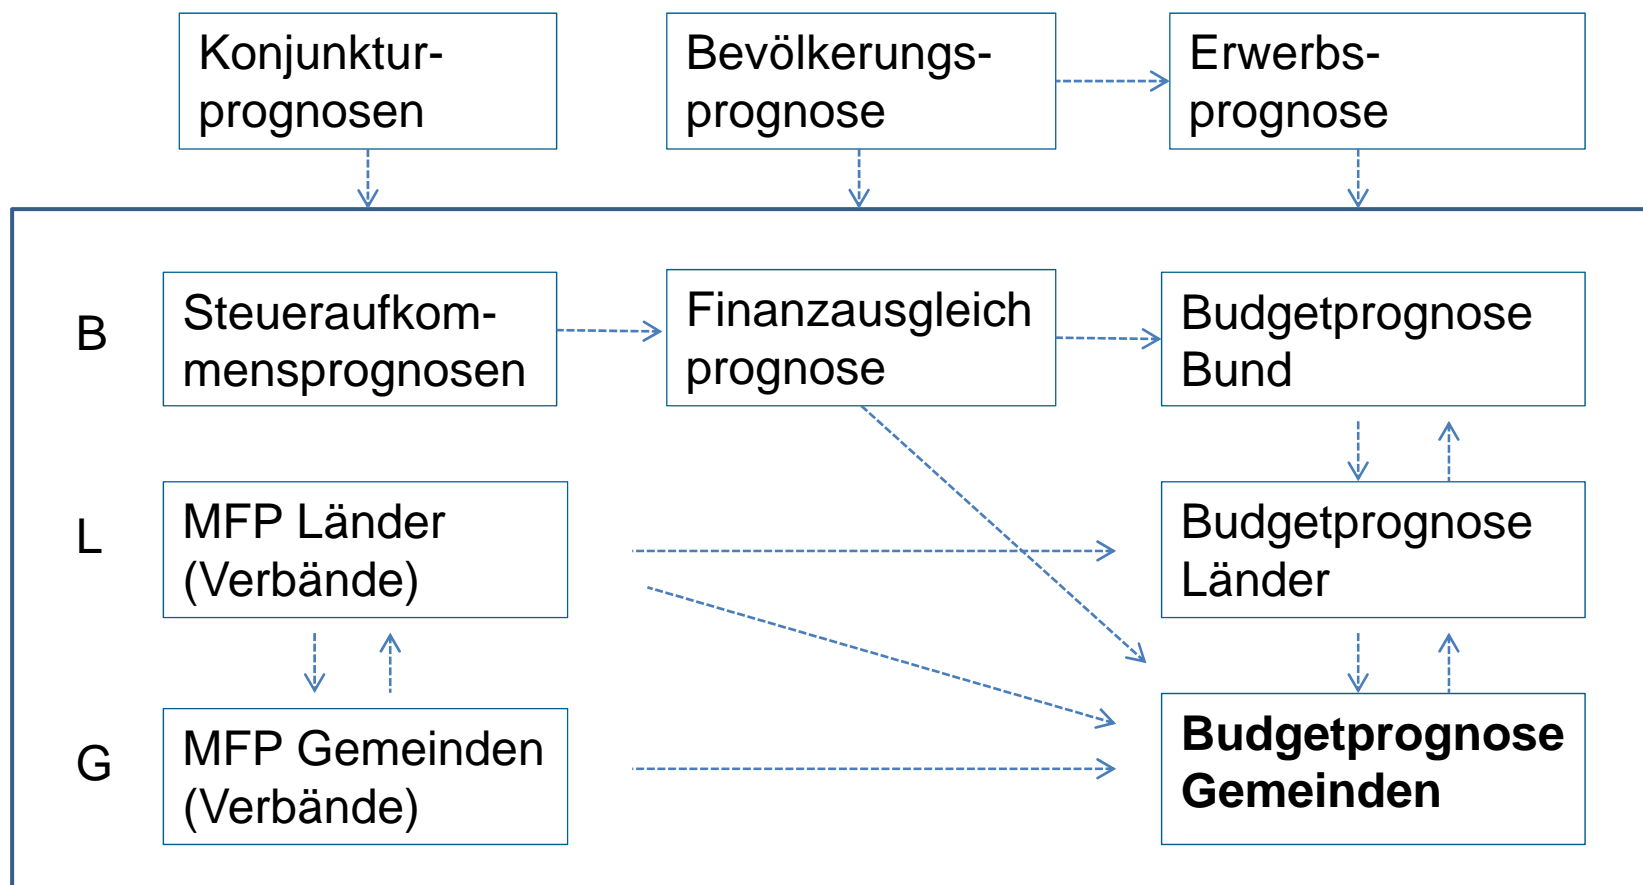 Konjunktur-
prognosen
Bevölkerungs-
prognose
Erwerbs-
prognose
B
Steueraufkom-
mensprognosen
Finanzausgleich
prognose
Budgetprognose
Bund
L
MFP Länder
(Verbände)
Budgetprognose
Länder
G
MFP Gemeinden
(Verbände)
Budgetprognose
Gemeinden